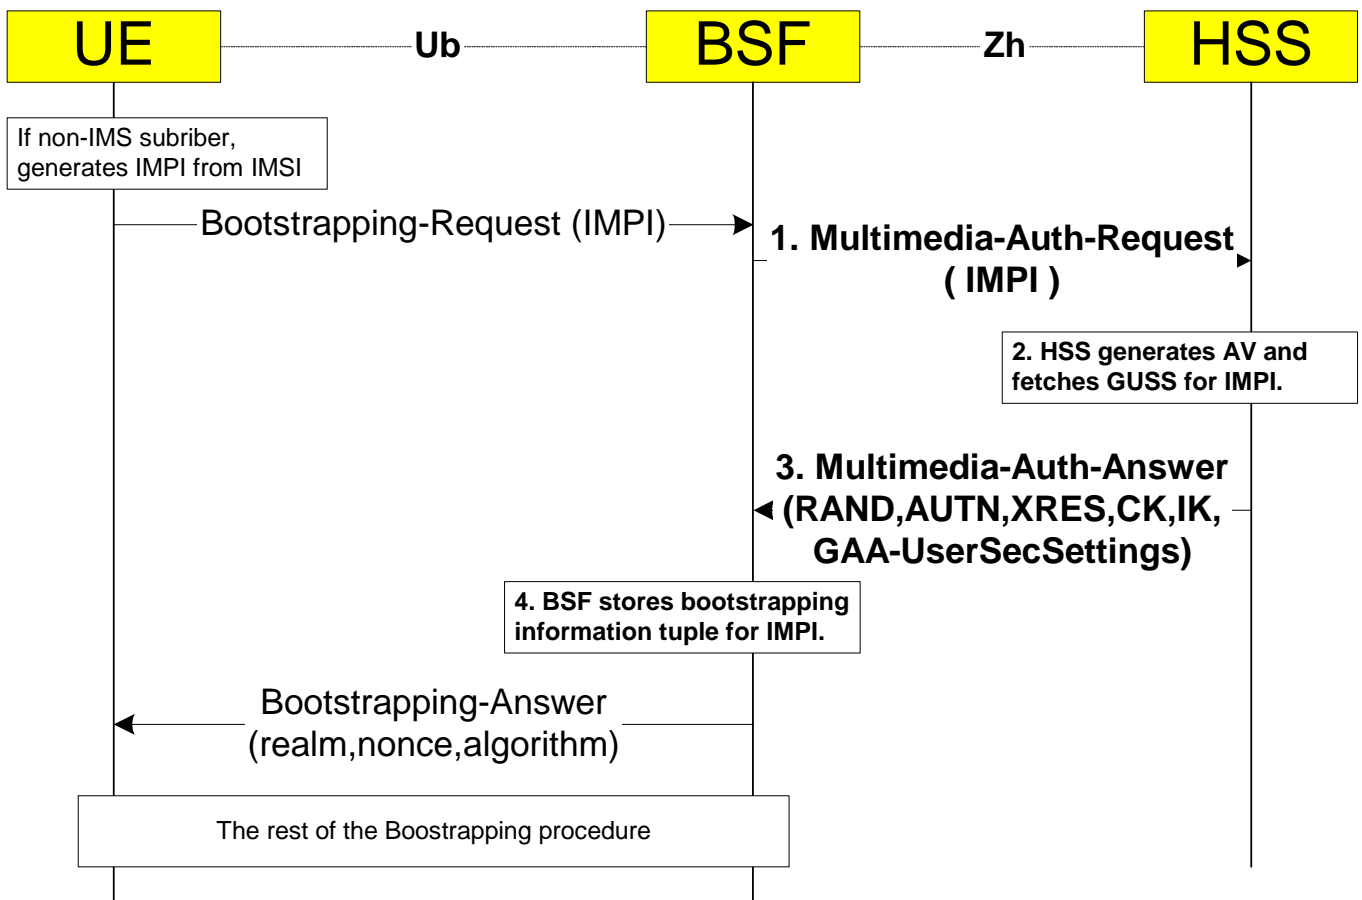 UE
Ub
BSF
Zh
HSS
If non-IMS subriber,
generates IMPI from IMSI
Bootstrapping-Request (IMPI)
1. Multimedia-Auth-Request
( IMPI )
2. HSS generates AV and
fetches GUSS for IMPI.
3. Multimedia-Auth-Answer
(RAND,AUTN,XRES,CK,IK,
GAA-UserSecSettings)
4. BSF stores bootstrapping
information tuple for IMPI.
Bootstrapping-Answer
(realm,nonce,algorithm)
The rest of the Boostrapping procedure